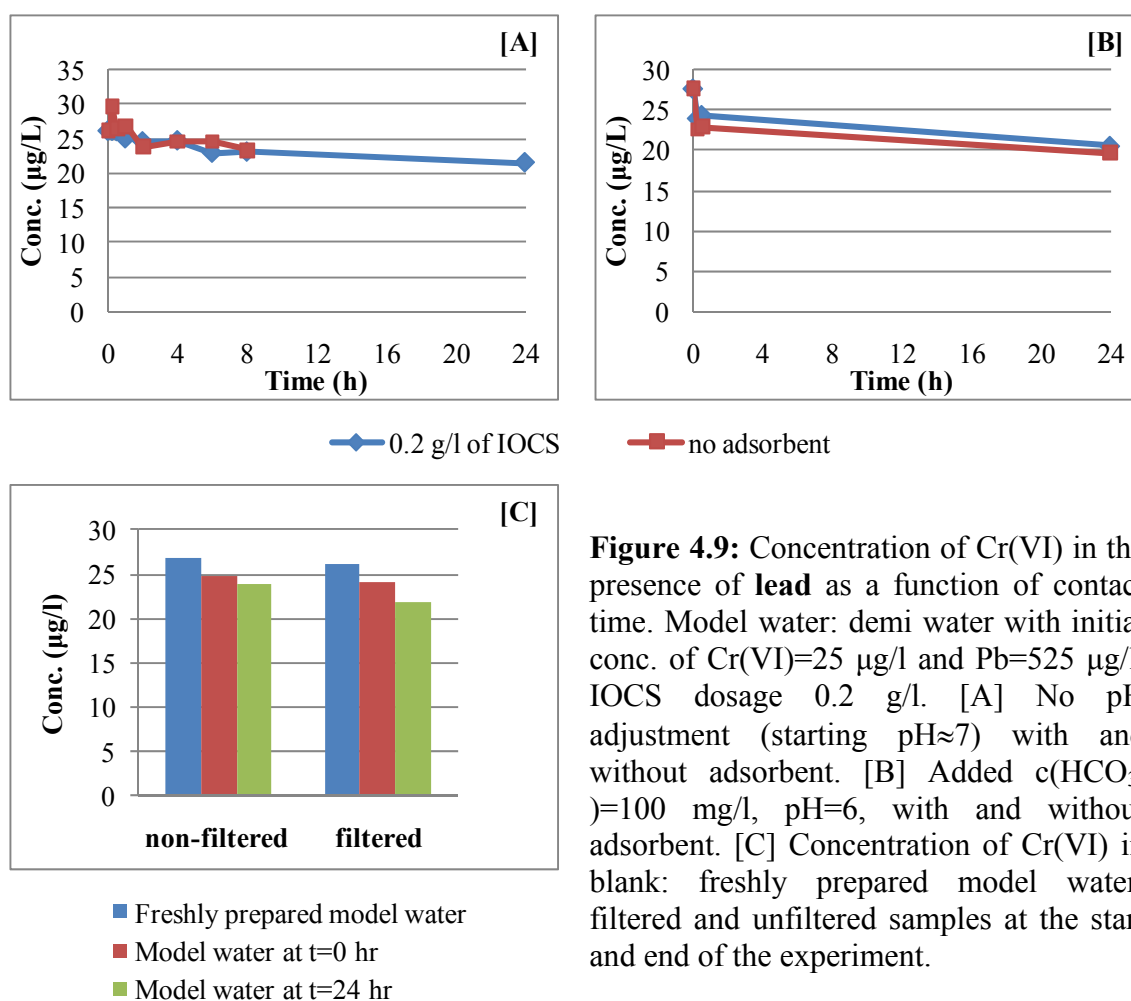 [A]
35
30
25
20
15
10
5
0
Conc. (µg/L)
0 4 8 12 16 20 24
Time (h)
[B]
30
25
20
15
10
5
0
Conc. (µg/L)
0 4 8 12 16 20 24
Time (h)
0.2 g/l of IOCS
no adsorbent
[C]
30
25
20
15
10
5
0
Conc. (µg/l)
non-filtered filtered
Freshly prepared model water
Model water at t=0 hr
Model water at t=24 hr
Figure 4.9: Concentration of Cr(VI) in th
presence of lead as a function of contac
time. Model water: demi water with initia
conc. of Cr(VI)=25 µg/l and Pb=525 µg/l
IOCS dosage 0.2 g/l. [A] No pH
adjustment (starting pH≈7) with and
without adsorbent. [B] Added c(HCO₃
)=100 mg/l, pH=6, with and withou
adsorbent. [C] Concentration of Cr(VI) in
blank: freshly prepared model water
filtered and unfiltered samples at the star
and end of the experiment.